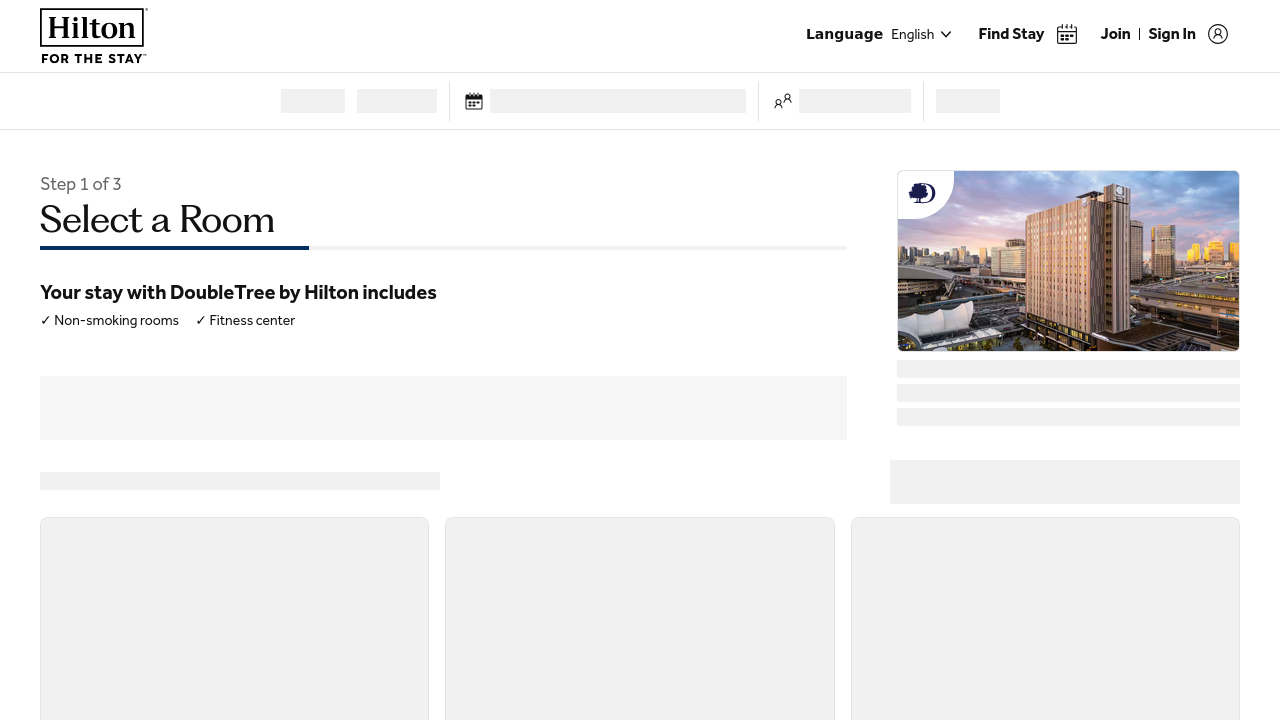 Hilton
FOR THE STAY™
Language English
Find Stay
Join | Sign In
Step 1 of 3
Select a Room
Your stay with DoubleTree by Hilton includes
✓ Non-smoking rooms ✓ Fitness center